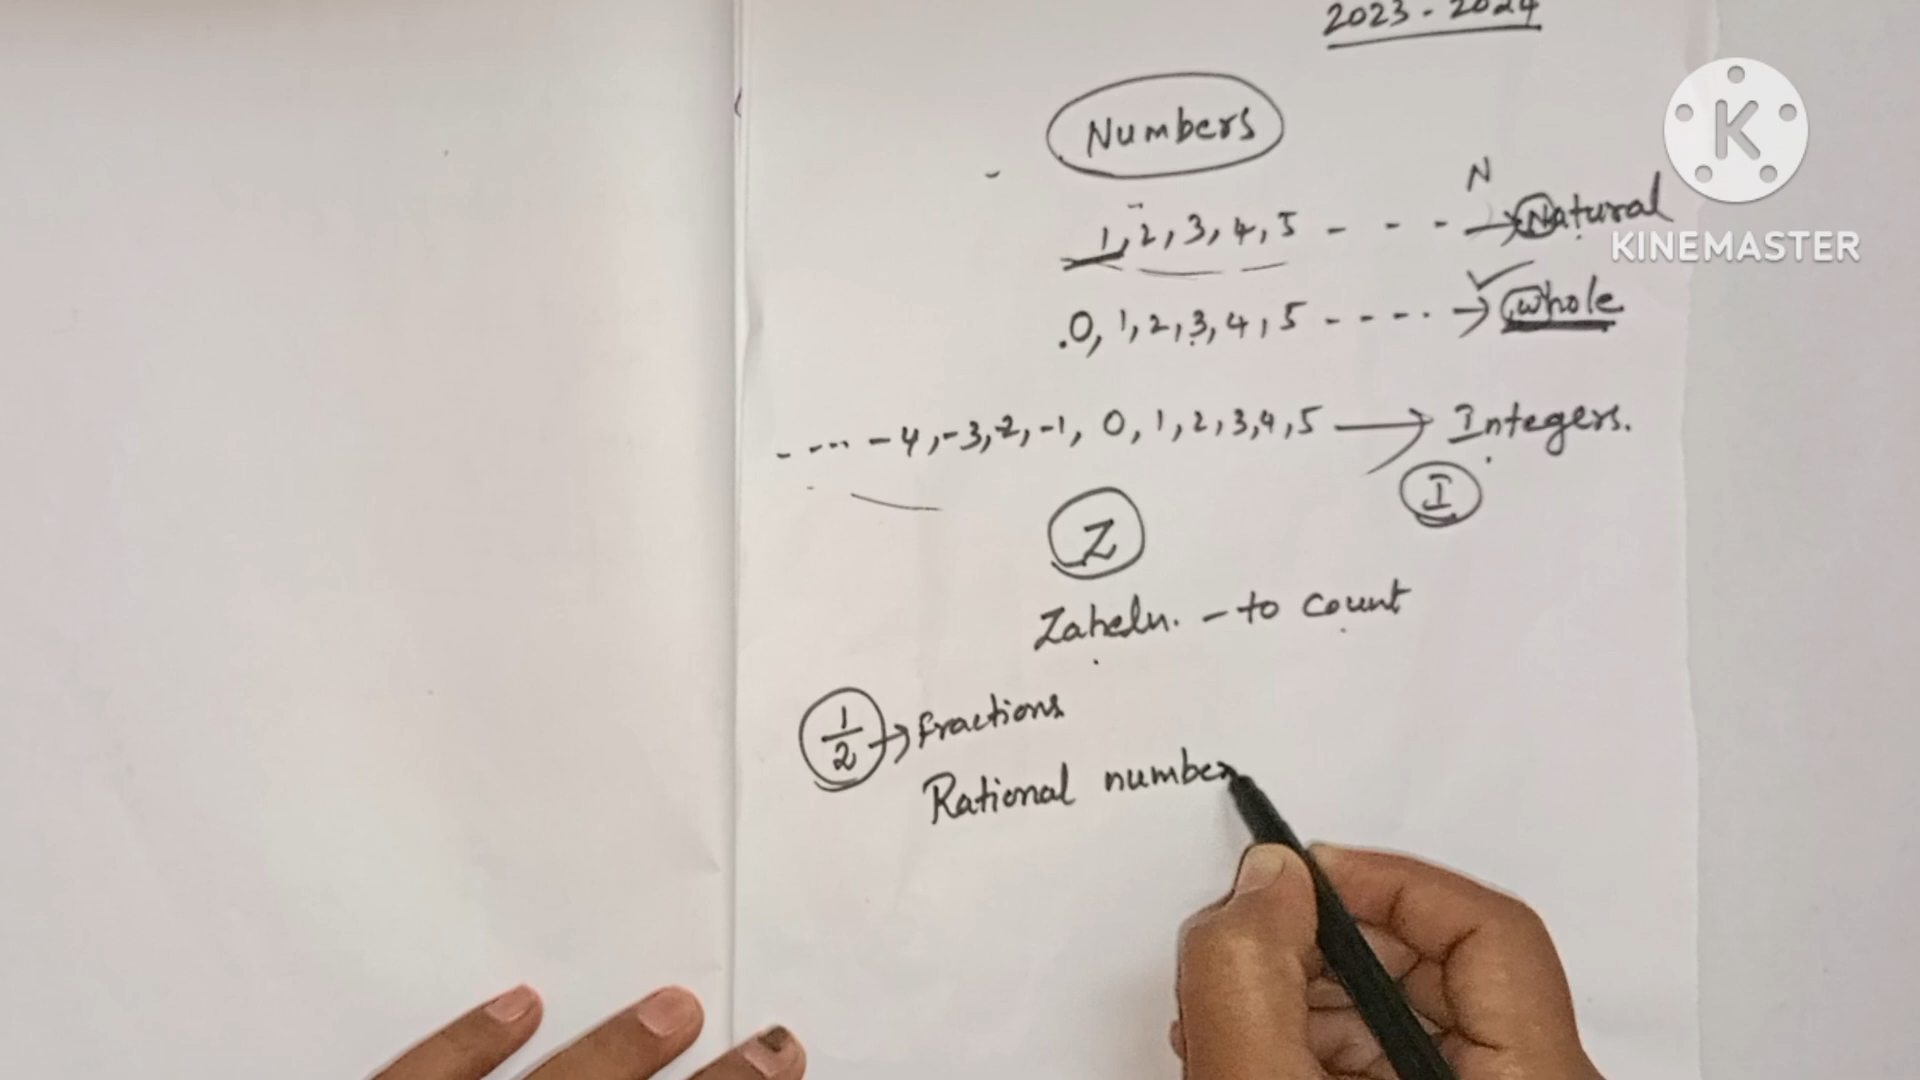 2023 - 2024
Numbers
N
1, 2, 3, 4, 5 - - - → Natural
K
KINEMASTER
0, 1, 2, 3, 4, 5 - - - - → whole
- --- -4, -3, -2, -1, 0, 1, 2, 3, 4, 5 → Integers.
I
Z
Zaheln. - to count
1/2 → fractions
Rational number